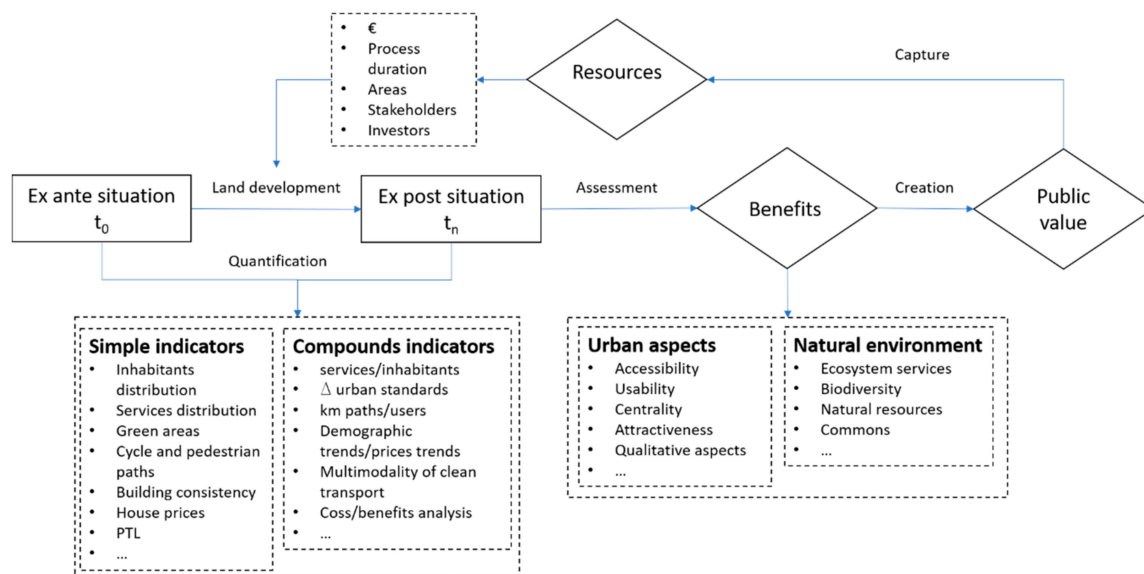 • €
• Process
duration
• Areas
• Stakeholders
• Investors
Resources
Capture
Ex ante situation
t0
Land development
Ex post situation
tn
Assessment
Benefits
Creation
Public
value
Quantification
Simple indicators
• Inhabitants
distribution
• Services distribution
• Green areas
• Cycle and pedestrian
paths
• Building consistency
• House prices
• PTL
• ...
Compounds indicators
• services/inhabitants
• Δ urban standards
• km paths/users
• Demographic
trends/prices trends
• Multimodality of clean
transport
• Coss/benefits analysis
• ...
Urban aspects
• Accessibility
• Usability
• Centrality
• Attractiveness
• Qualitative aspects
• ...
Natural environment
• Ecosystem services
• Biodiversity
• Natural resources
• Commons
• ...